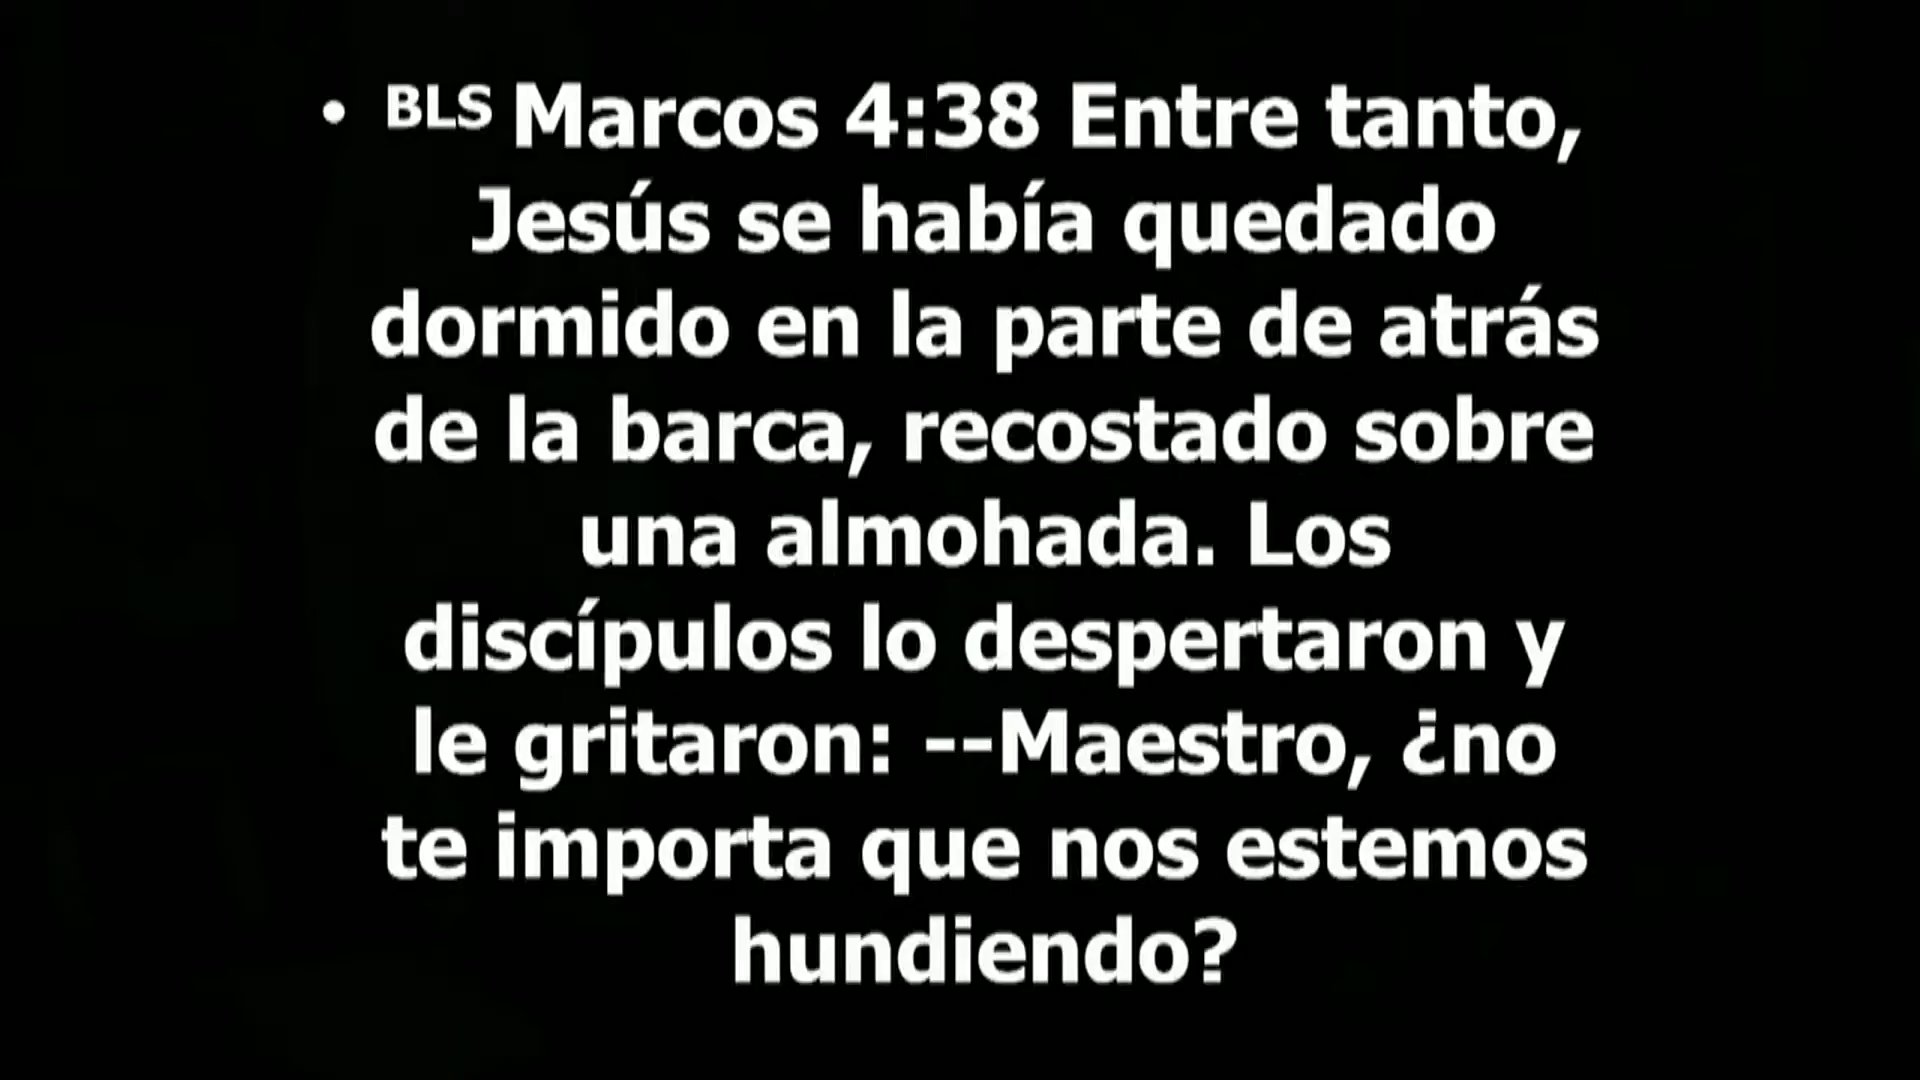 • BLS Marcos 4:38 Entre tanto,
Jesús se había quedado
dormido en la parte de atrás
de la barca, recostado sobre
una almohada. Los
discípulos lo despertaron y
le gritaron: --Maestro, ¿no
te importa que nos estemos
hundiendo?